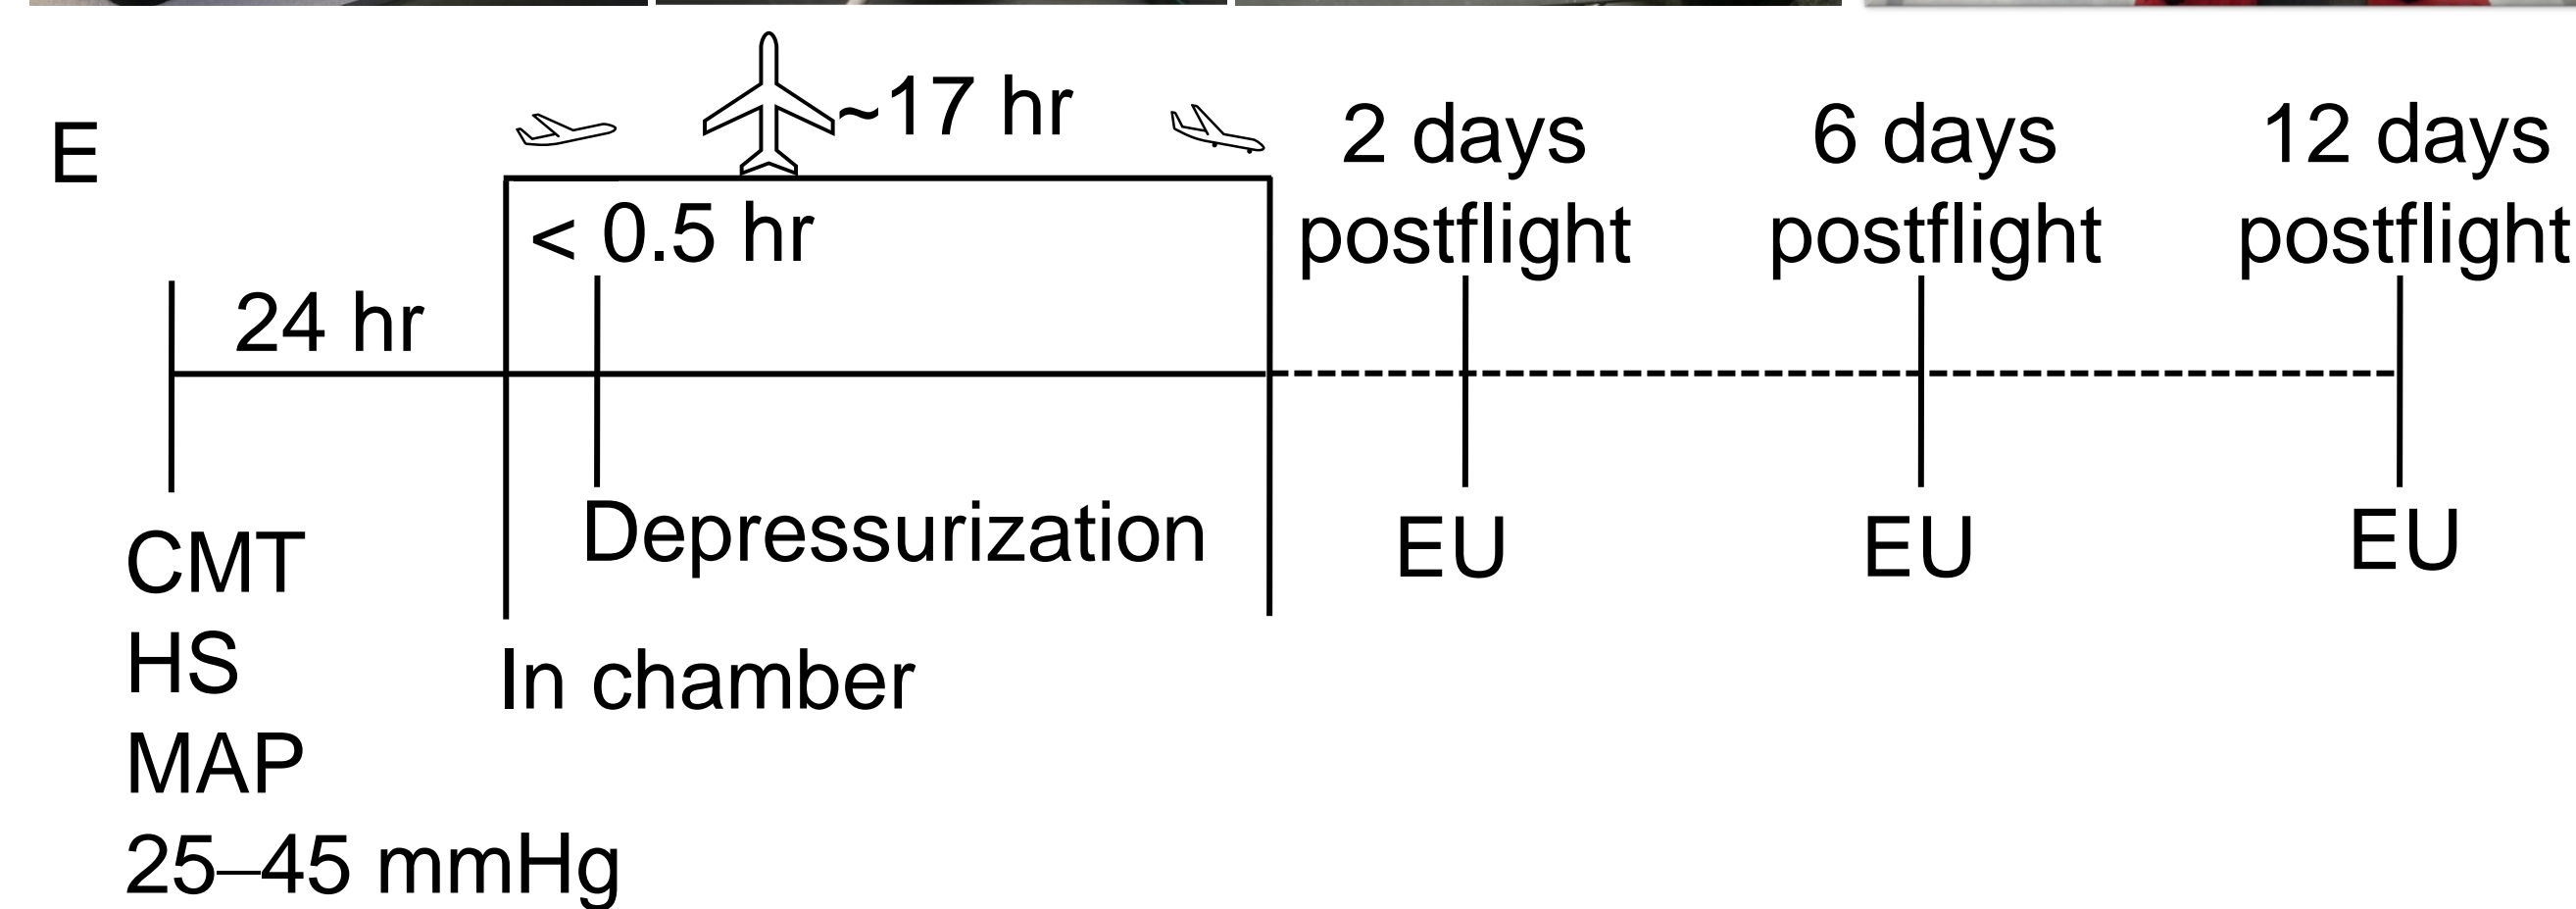 E
~17 hr
2 days
postflight
6 days
postflight
12 days
postflight
< 0.5 hr
24 hr
Depressurization
In chamber
EU
EU
EU
CMT
HS
MAP
25–45 mmHg